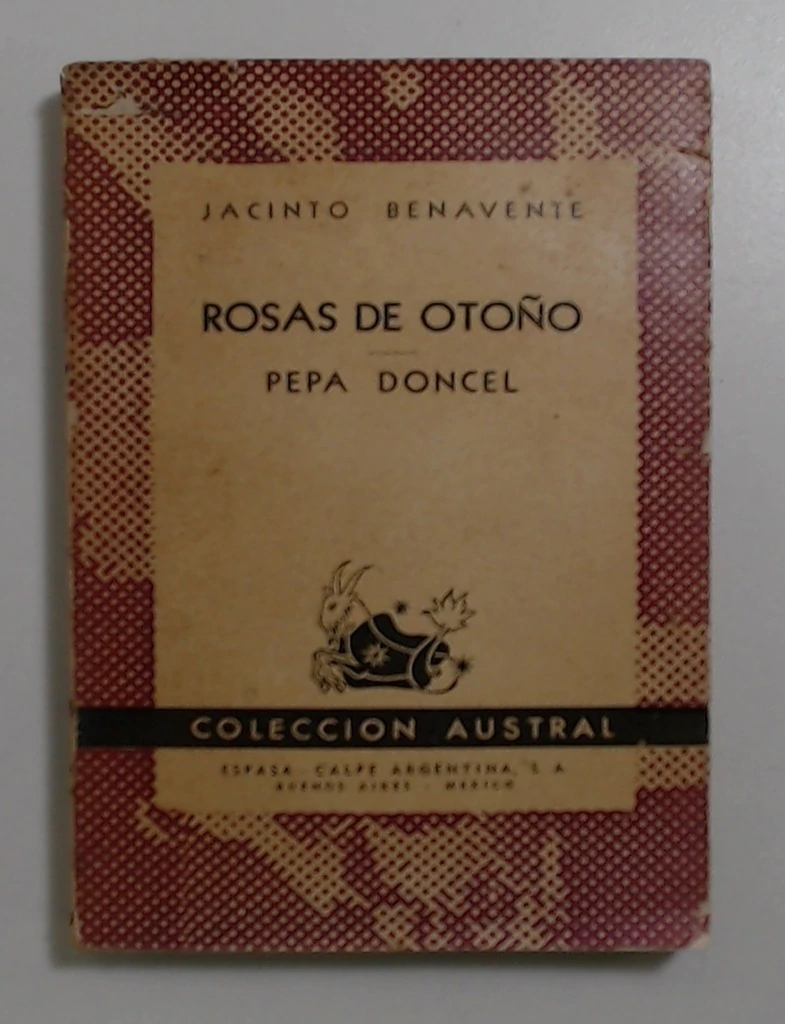 JACINTO BENAVENTE
ROSAS DE OTOÑO
PEPA DONCEL
COLECCION AUSTRAL
ESPASA - CALPE ARGENTINA, S. A.
BUENOS AIRES - MEXICO